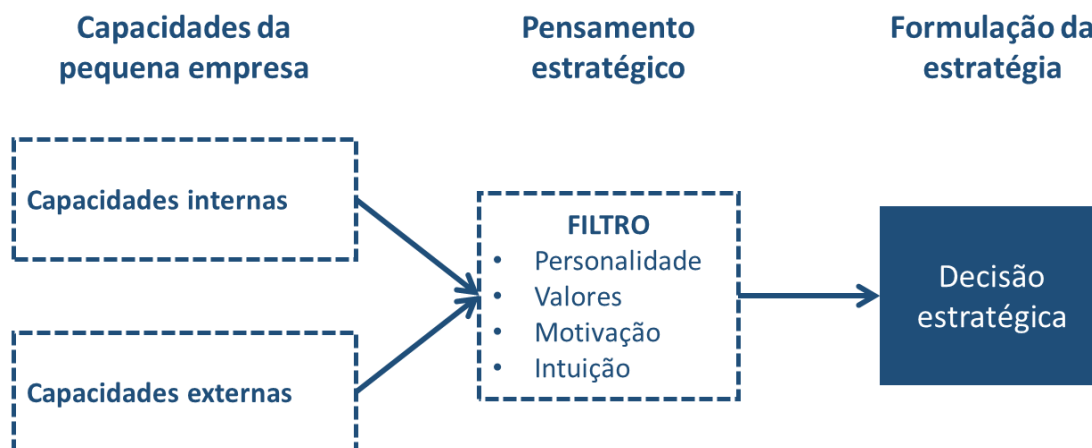 Capacidades da
pequena empresa
Pensamento
estratégico
Formulação da
estratégia
Capacidades internas
Capacidades externas
FILTRO
• Personalidade
• Valores
• Motivação
• Intuição
Decisão
estratégica